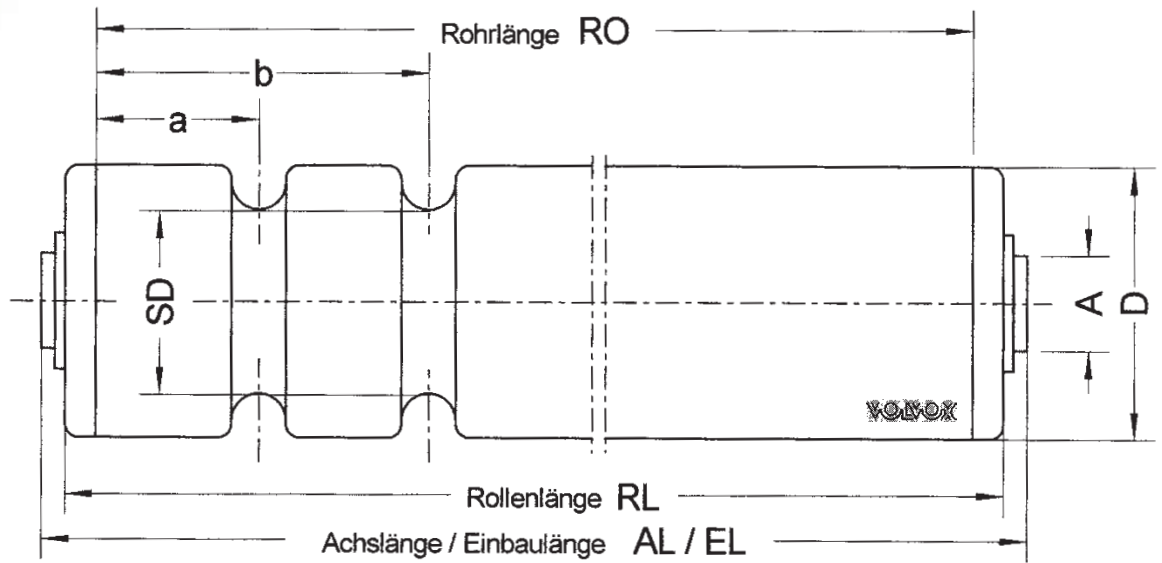 Rohrlänge RO
b
a
SD
A
D
VOLVOX
Rollenlänge RL
Achslänge / Einbaulänge AL / EL